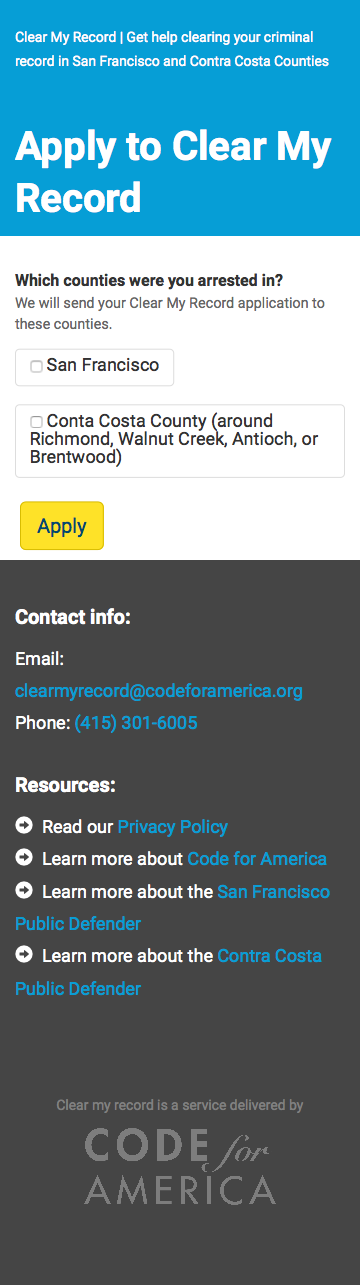 Clear My Record | Get help clearing your criminal
record in San Francisco and Contra Costa Counties
Apply to Clear My
Record
Which counties were you arrested in?
We will send your Clear My Record application to
these counties.
San Francisco
Conta Costa County (around
Richmond, Walnut Creek, Antioch, or
Brentwood)
Apply
Contact info:
Email:
clearmyrecord@codeforamerica.org
Phone: (415) 301-6005
Resources:
Read our Privacy Policy
Learn more about Code for America
Learn more about the San Francisco
Public Defender
Learn more about the Contra Costa
Public Defender
Clear my record is a service delivered by
CODE for
AMERICA